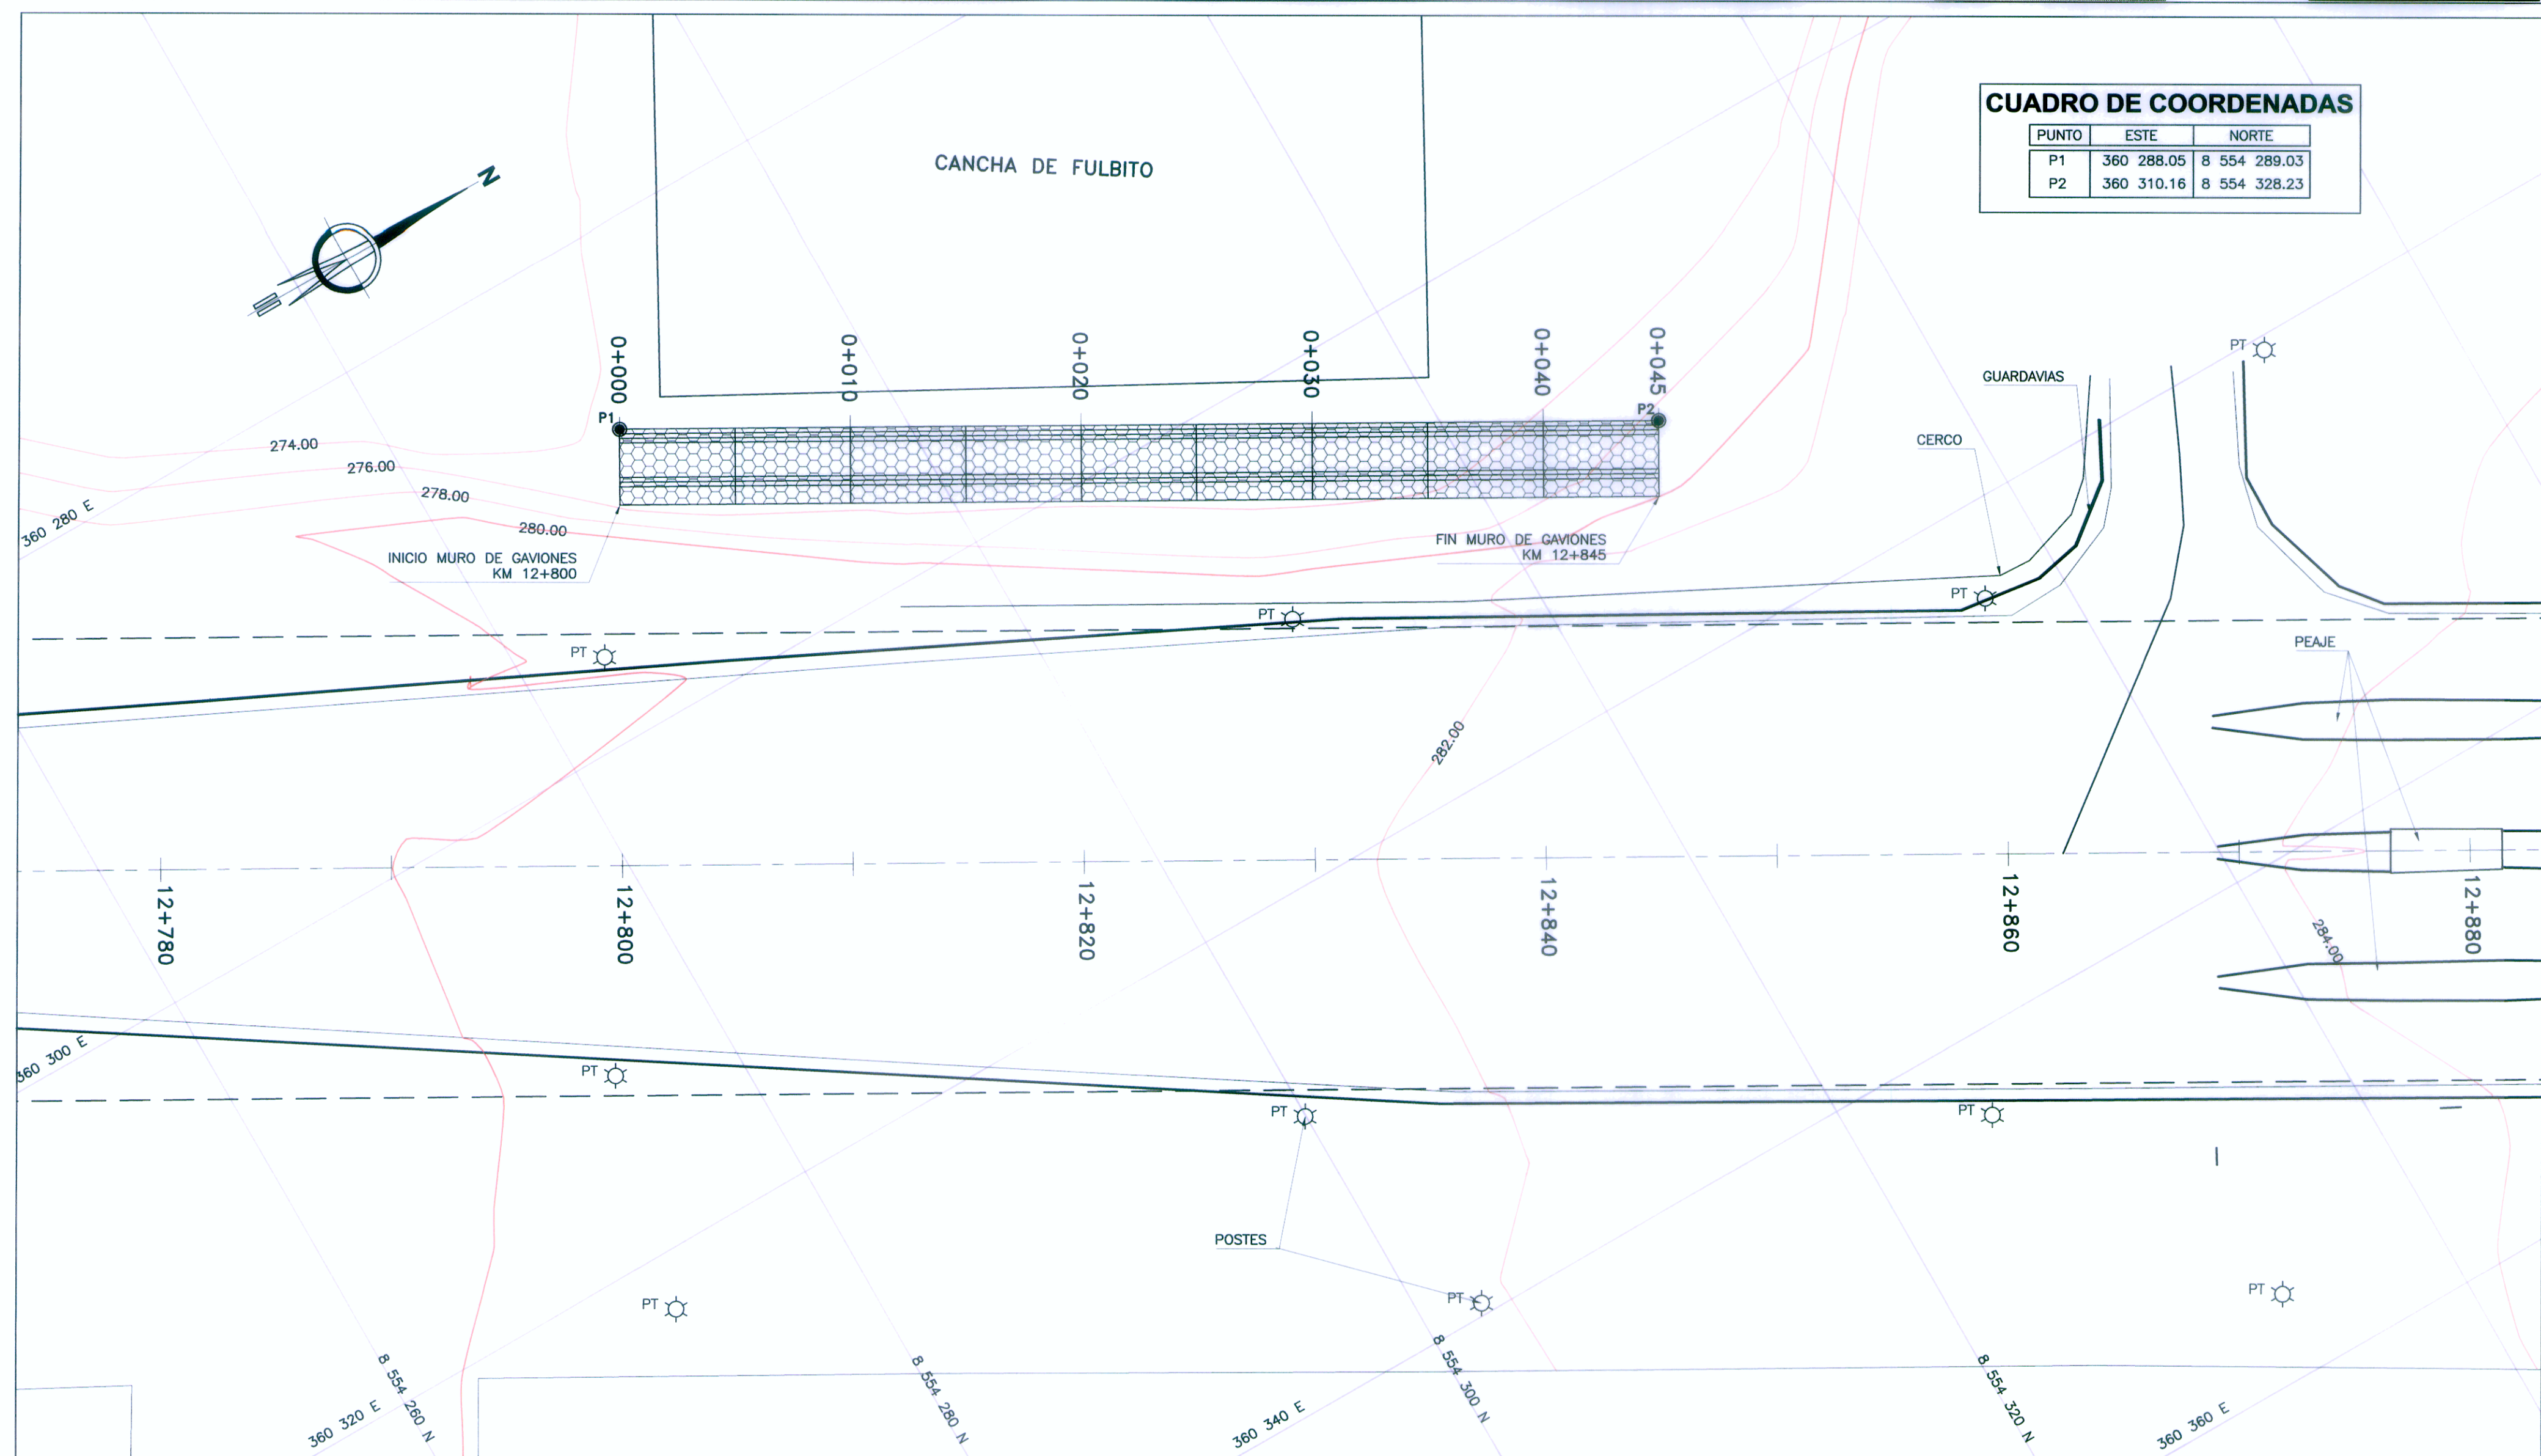 CUADRO DE COORDENADAS
PUNTO ESTE NORTE
P1 360 288.05 8 554 289.03
P2 360 310.16 8 554 328.23
CANCHA DE FULBITO
N
0+000
0+010
0+020
0+030
0+040
0+045
P1
P2
PT
GUARDAVIAS
CERCO
274.00
276.00
278.00
280.00
360 280 E
INICIO MURO DE GAVIONES
KM 12+800
FIN MURO DE GAVIONES
KM 12+845
PT
PT
PT
PEAJE
282.00
12+780
12+800
12+820
12+840
12+860
12+880
284.00
360 300 E
PT
PT
PT
POSTES
PT
PT
PT
8 554 260 N
8 554 280 N
8 554 300 N
8 554 320 N
360 320 E
360 340 E
360 360 E